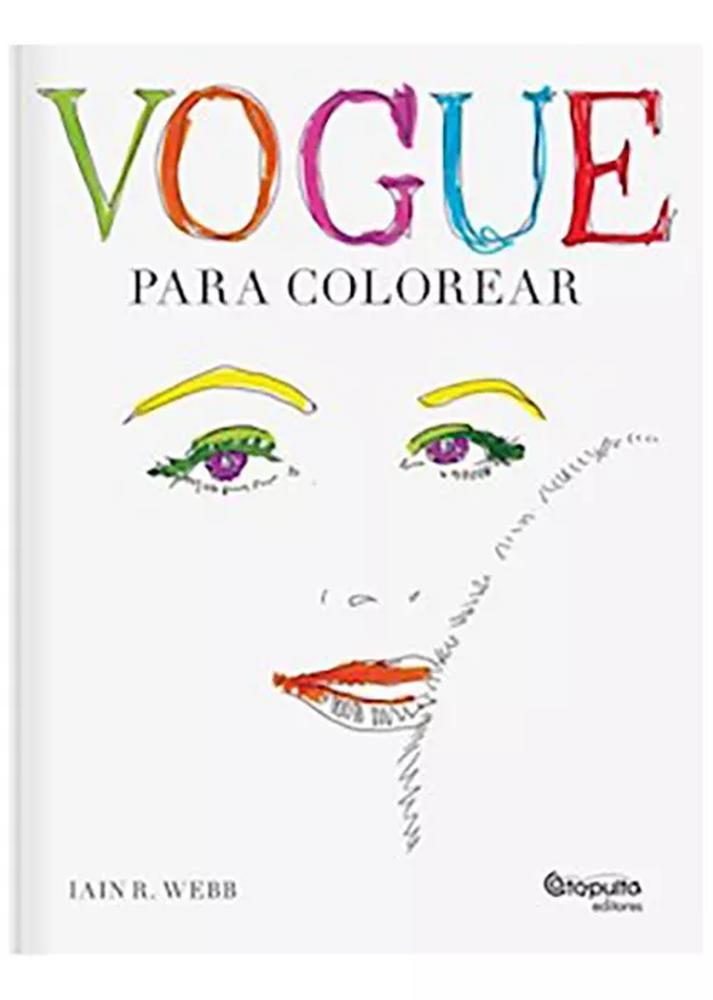 VOGUE
PARA COLOREAR
IAIN R. WEBB
Catapulta
editores